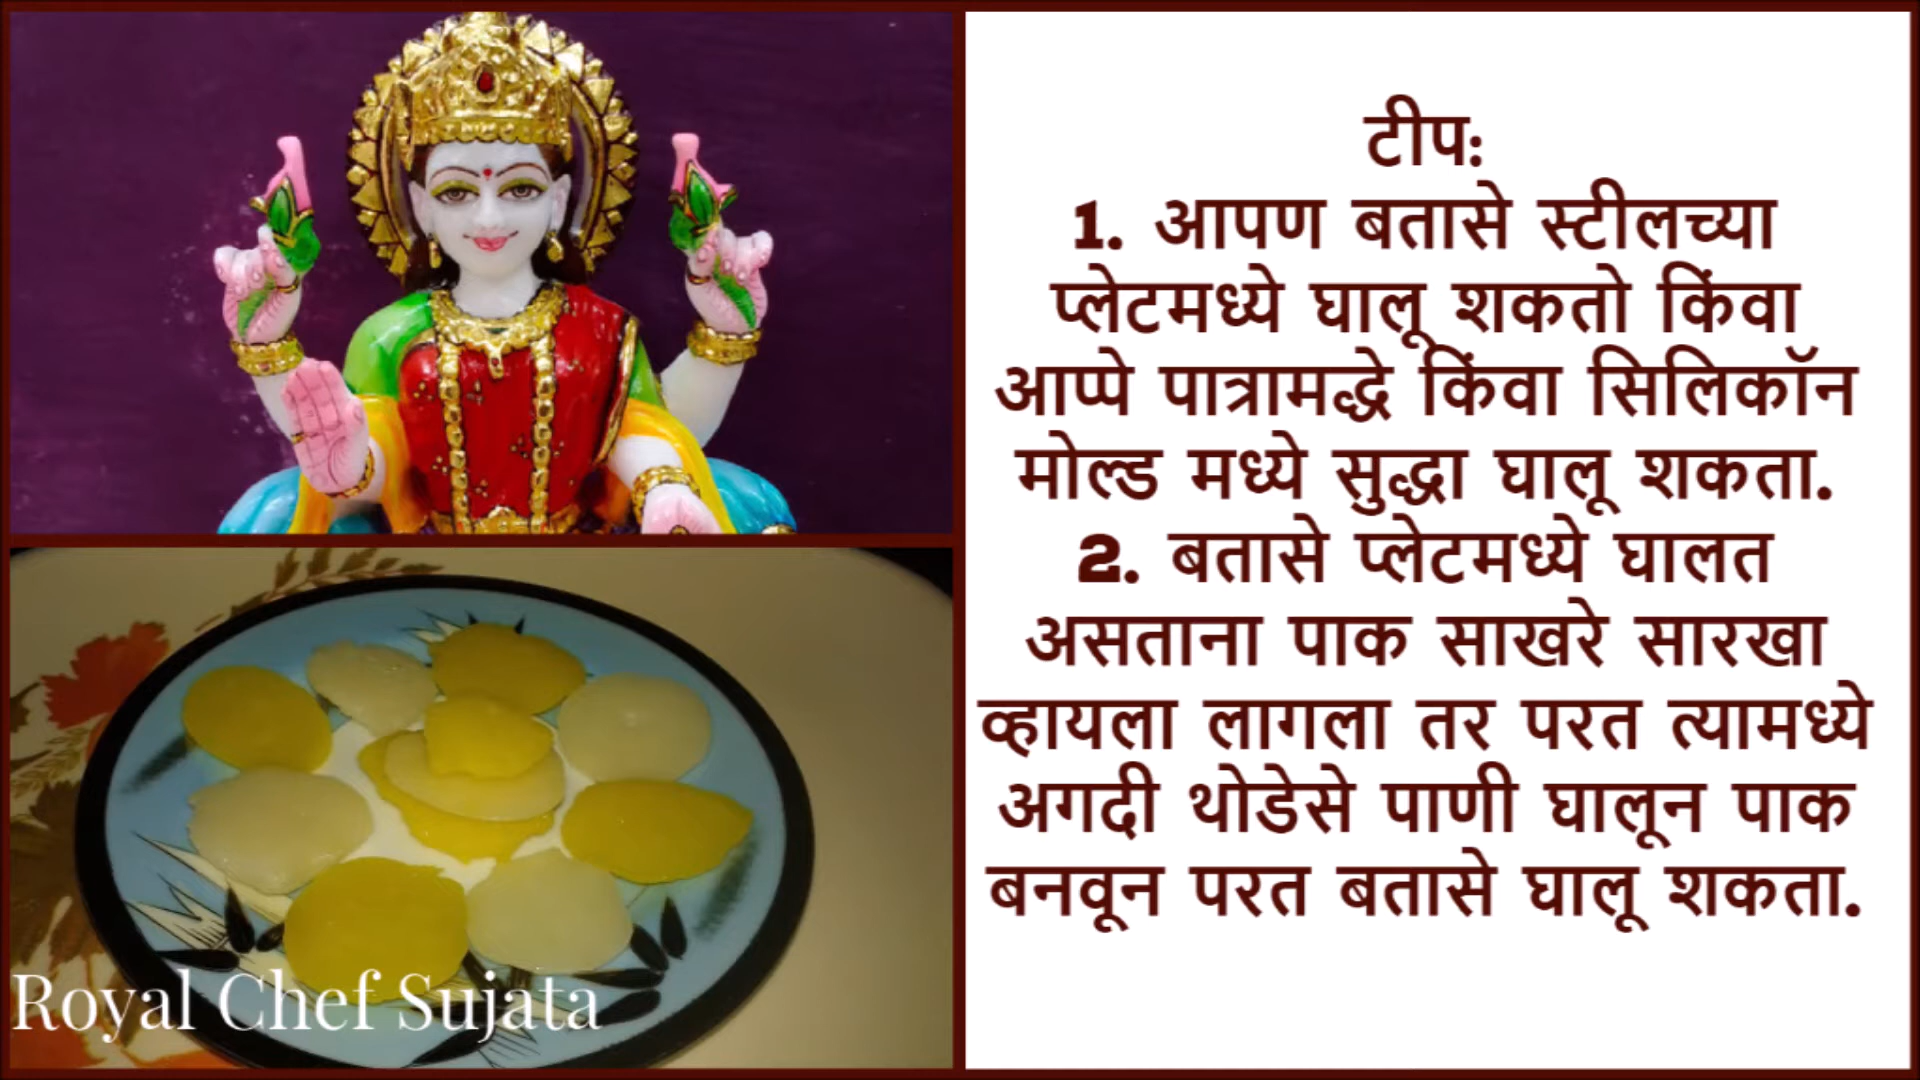 टीपः
1. आपण बतासे स्टीलच्या
प्लेटमध्ये घालू शकतो किंवा
आप्पे पात्रामद्धे किंवा सिलिकॉन
मोल्ड मध्ये सुद्धा घालू शकता.
2. बतासे प्लेटमध्ये घालत
असताना पाक साखरे सारखा
व्हायला लागला तर परत त्यामध्ये
अगदी थोडेसे पाणी घालून पाक
बनवून परत बतासे घालू शकता.
Royal Chef Sujata